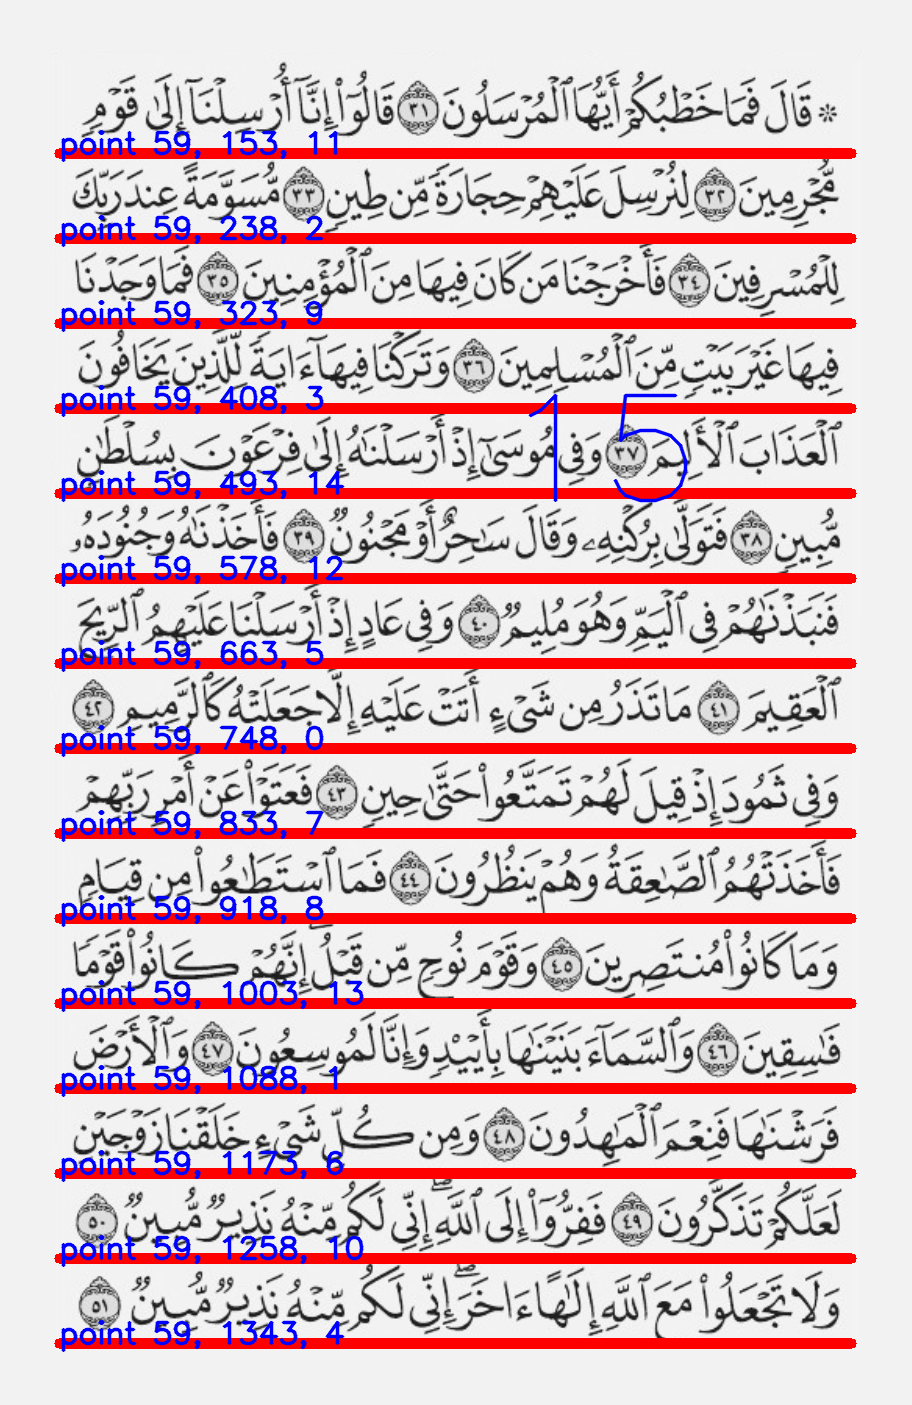 * قَالَ فَمَا خَطْبُكُمْ أَيُّهَا ٱلْمُرْسَلُونَ ٣١ قَالُوٓا۟ إِنَّآ أُرْسِلْنَآ إِلَىٰ قَوْمٍ
point 59, 153, 11
مُّجْرِمِينَ ٣٢ لِنُرْسِلَ عَلَيْهِمْ حِجَارَةً مِّن طِينٍ ٣٣ مُّسَوَّمَةً عِندَ رَبِّكَ
point 59, 238, 2
لِلْمُسْرِفِينَ ٣٤ فَأَخْرَجْنَا مَن كَانَ فِيهَا مِنَ ٱلْمُؤْمِنِينَ ٣٥ فَمَا وَجَدْنَا
point 59, 323, 9
فِيهَا غَيْرَ بَيْتٍ مِّنَ ٱلْمُسْلِمِينَ ٣٦ وَتَرَكْنَا فِيهَآ ءَايَةً لِّلَّذِينَ يَخَافُونَ
point 59, 408, 3
15
ٱلْعَذَابَ ٱلْأَلِيمَ ٣٧ وَفِى مُوسَىٰٓ إِذْ أَرْسَلْنَٰهُ إِلَىٰ فِرْعَوْنَ بِسُلْطَٰنٍ
point 59, 493, 14
مُّبِينٍ ٣٨ فَتَوَلَّىٰ بِرُكْنِهِۦ وَقَالَ سَٰحِرٌ أَوْ مَجْنُونٌ ٣٩ فَأَخَذْنَٰهُ وَجُنُودَهُۥ
point 59, 578, 12
فَنَبَذْنَٰهُمْ فِى ٱلْيَمِّ وَهُوَ مُلِيمٌ ٤٠ وَفِى عَادٍ إِذْ أَرْسَلْنَا عَلَيْهِمُ ٱلرِّيحَ
point 59, 663, 5
ٱلْعَقِيمَ ٤١ مَا تَذَرُ مِن شَىْءٍ أَتَتْ عَلَيْهِ إِلَّا جَعَلَتْهُ كَٱلرَّمِيمِ ٤٢
point 59, 748, 0
وَفِى ثَمُودَ إِذْ قِيلَ لَهُمْ تَمَتَّعُوا۟ حَتَّىٰ حِينٍ ٤٣ فَعَتَوْا۟ عَنْ أَمْرِ رَبِّهِمْ
point 59, 833, 7
فَأَخَذَتْهُمُ ٱلصَّٰعِقَةُ وَهُمْ يَنظُرُونَ ٤٤ فَمَا ٱسْتَطَٰعُوا۟ مِن قِيَامٍ
point 59, 918, 8
وَمَا كَانُوا۟ مُنتَصِرِينَ ٤٥ وَقَوْمَ نُوحٍ مِّن قَبْلُ ۖ إِنَّهُمْ كَانُوا۟ قَوْمًا
point 59, 1003, 13
فَٰسِقِينَ ٤٦ وَٱلسَّمَآءَ بَنَيْنَٰهَا بِأَيْي۟دٍ وَإِنَّا لَمُوسِعُونَ ٤٧ وَٱلْأَرْضَ
point 59, 1088, 1
فَرَشْنَٰهَا فَنِعْمَ ٱلْمَٰهِدُونَ ٤٨ وَمِن كُلِّ شَىْءٍ خَلَقْنَا زَوْجَيْنِ
point 59, 1173, 6
لَعَلَّكُمْ تَذَكَّرُونَ ٤٩ فَفِرُّوٓا۟ إِلَى ٱللَّهِ ۖ إِنِّى لَكُم مِّنْهُ نَذِيرٌ مُّبِينٌ ٥٠
point 59, 1258, 10
وَلَا تَجْعَلُوا۟ مَعَ ٱللَّهِ إِلَٰهًا ءَاخَرَ ۖ إِنِّى لَكُم مِّنْهُ نَذِيرٌ مُّبِينٌ ٥١
point 59, 1343, 4